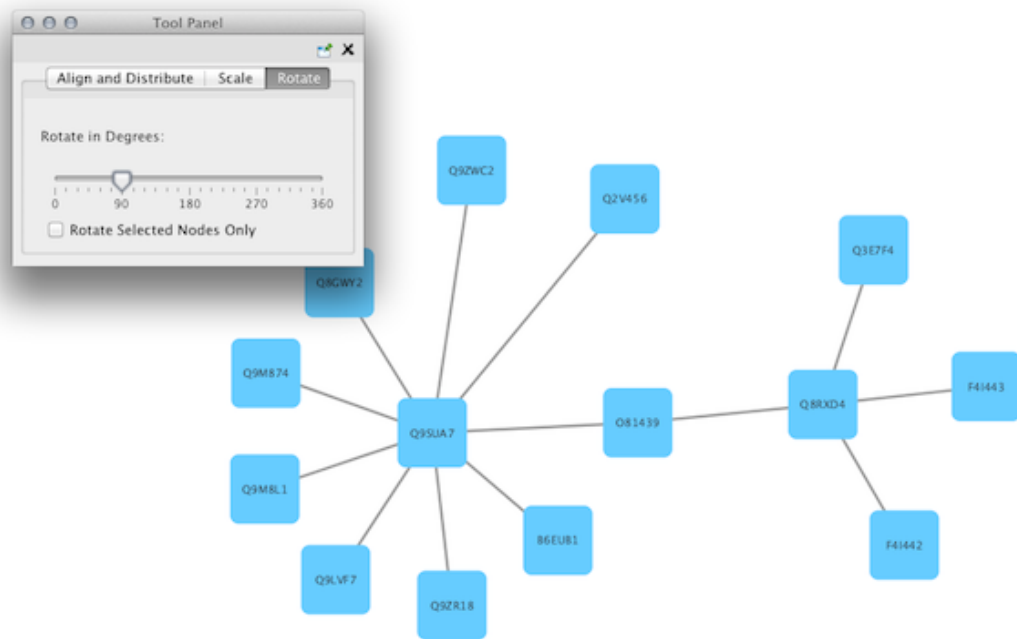 Tool Panel
Align and Distribute
Scale
Rotate
Rotate in Degrees:
0 90 180 270 360
Rotate Selected Nodes Only
Q9ZWC2
Q2V456
Q3E7F4
Q8GWY2
Q9M874
F4I443
Q8RXD4
O81439
Q9SUA7
Q9M8L1
B6EUB1
F4I442
Q9LVF7
Q9ZR18